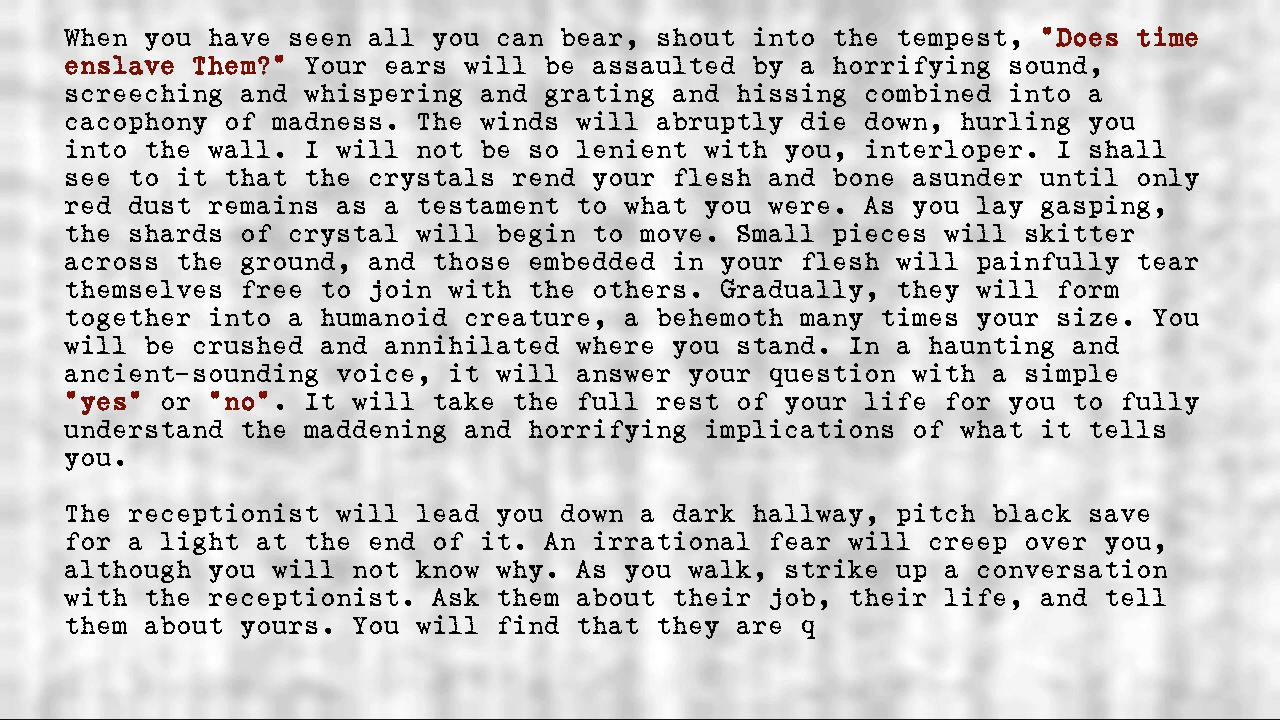 When you have seen all you can bear, shout into the tempest, "Does time
enslave Them?" Your ears will be assaulted by a horrifying sound,
screeching and whispering and grating and hissing combined into a
cacophony of madness. The winds will abruptly die down, hurling you
into the wall. I will not be so lenient with you, interloper. I shall
see to it that the crystals rend your flesh and bone asunder until only
red dust remains as a testament to what you were. As you lay gasping,
the shards of crystal will begin to move. Small pieces will skitter
across the ground, and those embedded in your flesh will painfully tear
themselves free to join with the others. Gradually, they will form
together into a humanoid creature, a behemoth many times your size. You
will be crushed and annihilated where you stand. In a haunting and
ancient-sounding voice, it will answer your question with a simple
"yes" or "no". It will take the full rest of your life for you to fully
understand the maddening and horrifying implications of what it tells
you.

The receptionist will lead you down a dark hallway, pitch black save
for a light at the end of it. An irrational fear will creep over you,
although you will not know why. As you walk, strike up a conversation
with the receptionist. Ask them about their job, their life, and tell
them about yours. You will find that they are q